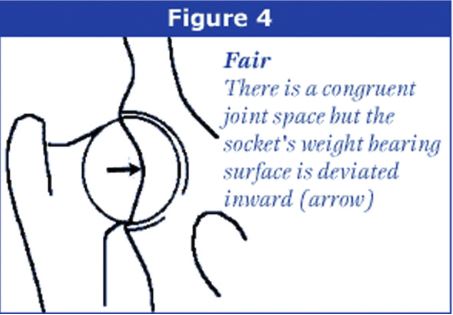 Figure 4
Fair
There is a congruent
joint space but the
socket's weight bearing
surface is deviated
inward (arrow)